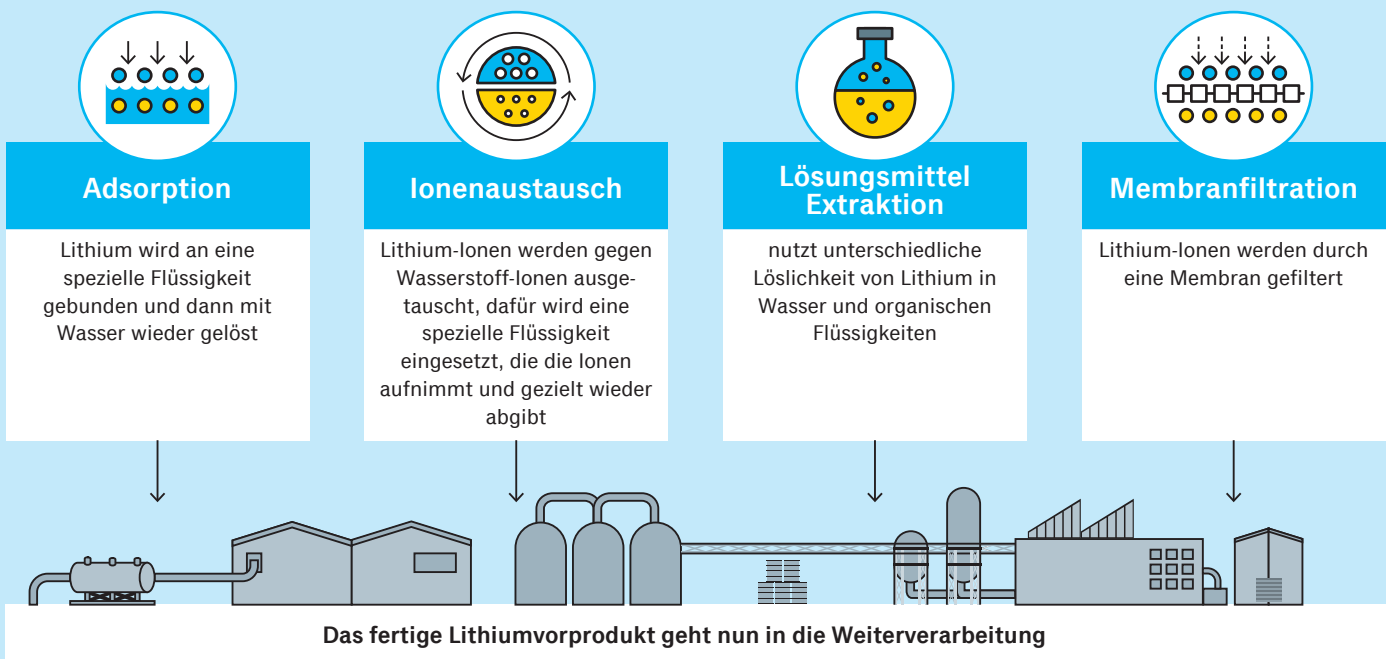 Adsorption
Lithium wird an eine
spezielle Flüssigkeit
gebunden und dann mit
Wasser wieder gelöst
Ionenaustausch
Lithium-Ionen werden gegen
Wasserstoff-Ionen ausge-
tauscht, dafür wird eine
spezielle Flüssigkeit
eingesetzt, die die Ionen
aufnimmt und gezielt wieder
abgibt
Lösungsmittel
Extraktion
nutzt unterschiedliche
Löslichkeit von Lithium in
Wasser und organischen
Flüssigkeiten
Membranfiltration
Lithium-Ionen werden durch
eine Membran gefiltert
Das fertige Lithiumvorprodukt geht nun in die Weiterverarbeitung